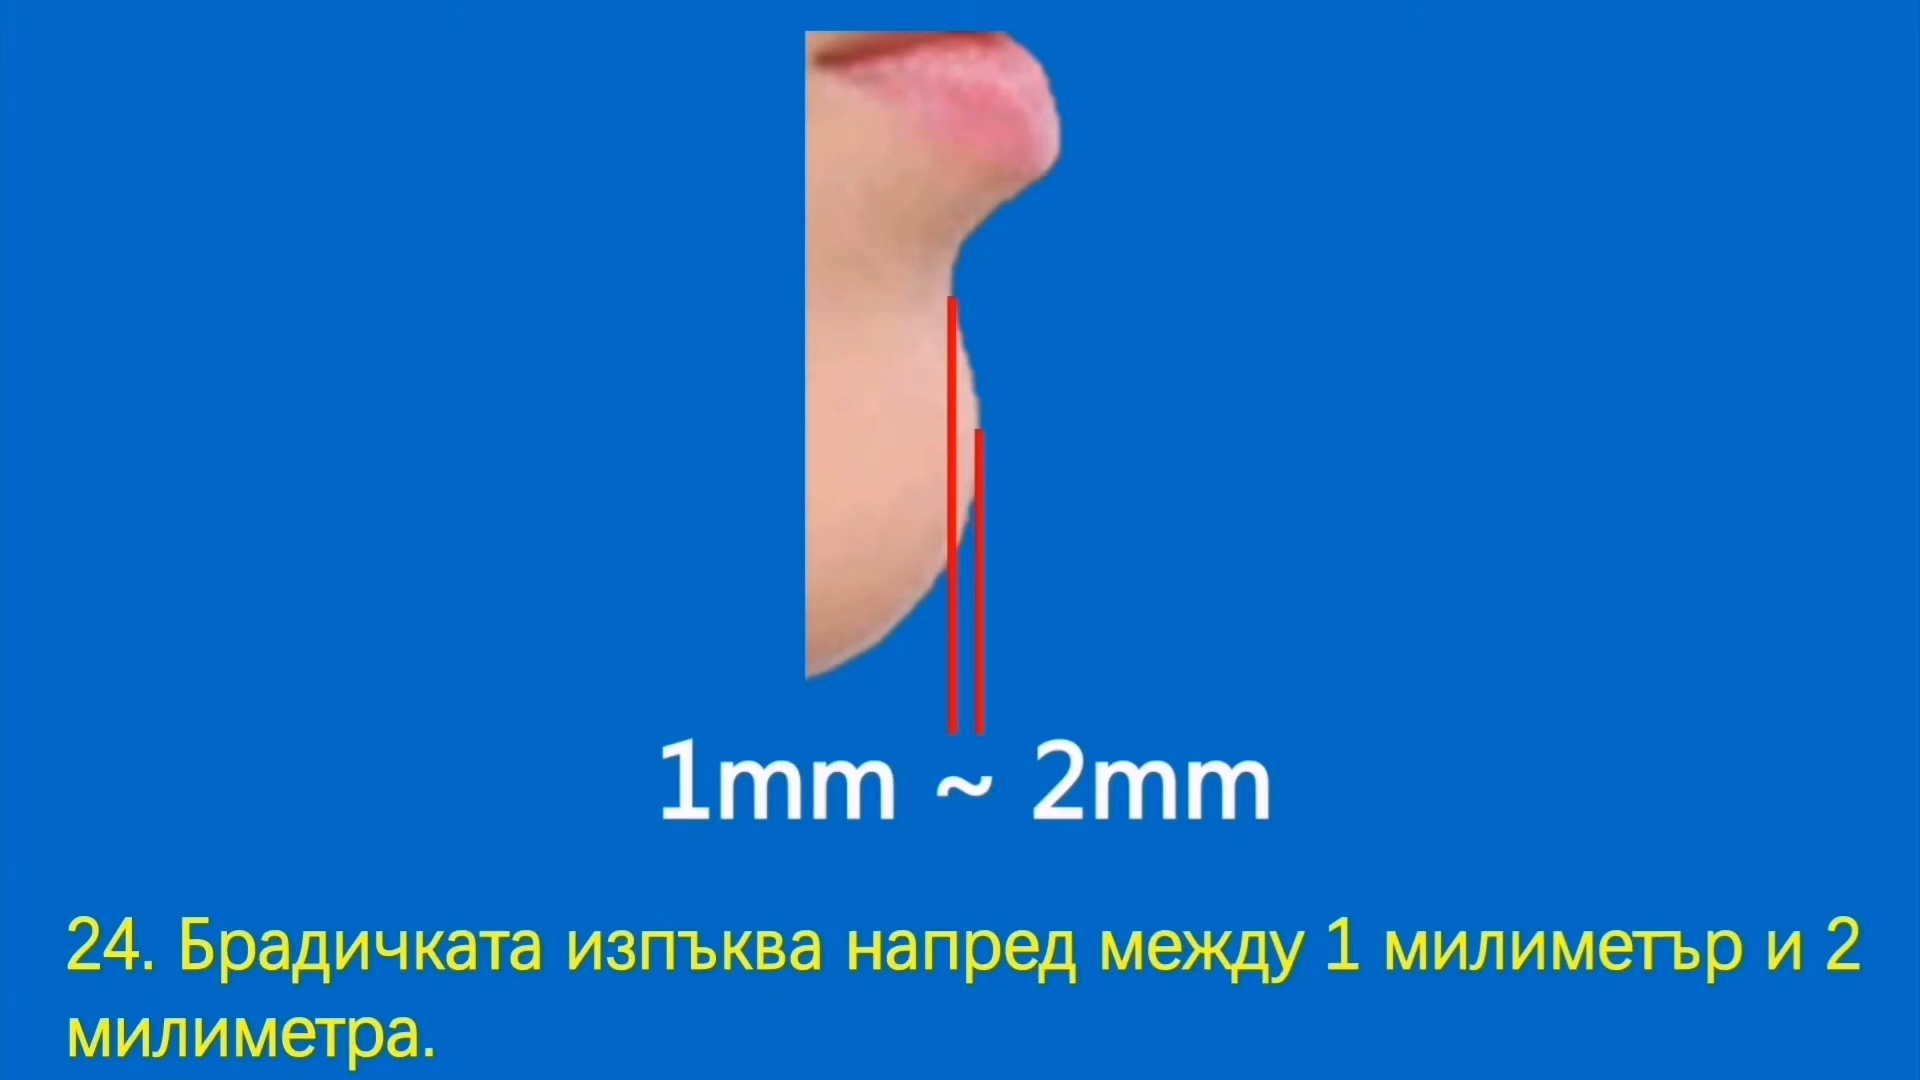 1mm ~ 2mm
24. Брадичката изпъква напред между 1 милиметър и 2
милиметра.